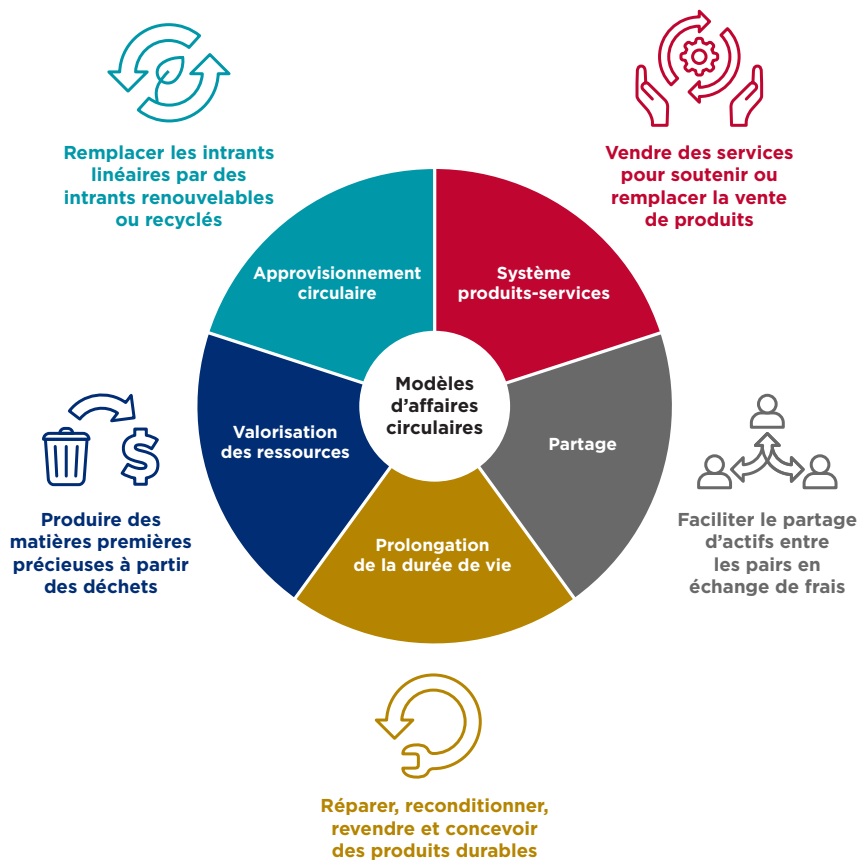 Remplacer les intrants
linéaires par des
intrants renouvelables
ou recyclés
Vendre des services
pour soutenir ou
remplacer la vente
de produits
Approvisionnement
circulaire
Système
produits-services
Modèles
d’affaires
circulaires
Valorisation
des ressources
Partage
Prolongation
de la durée de vie
$
Produire des
matières premières
précieuses à partir
des déchets
Faciliter le partage
d’actifs entre
les pairs en
échange de frais
Réparer, reconditionner,
revendre et concevoir
des produits durables